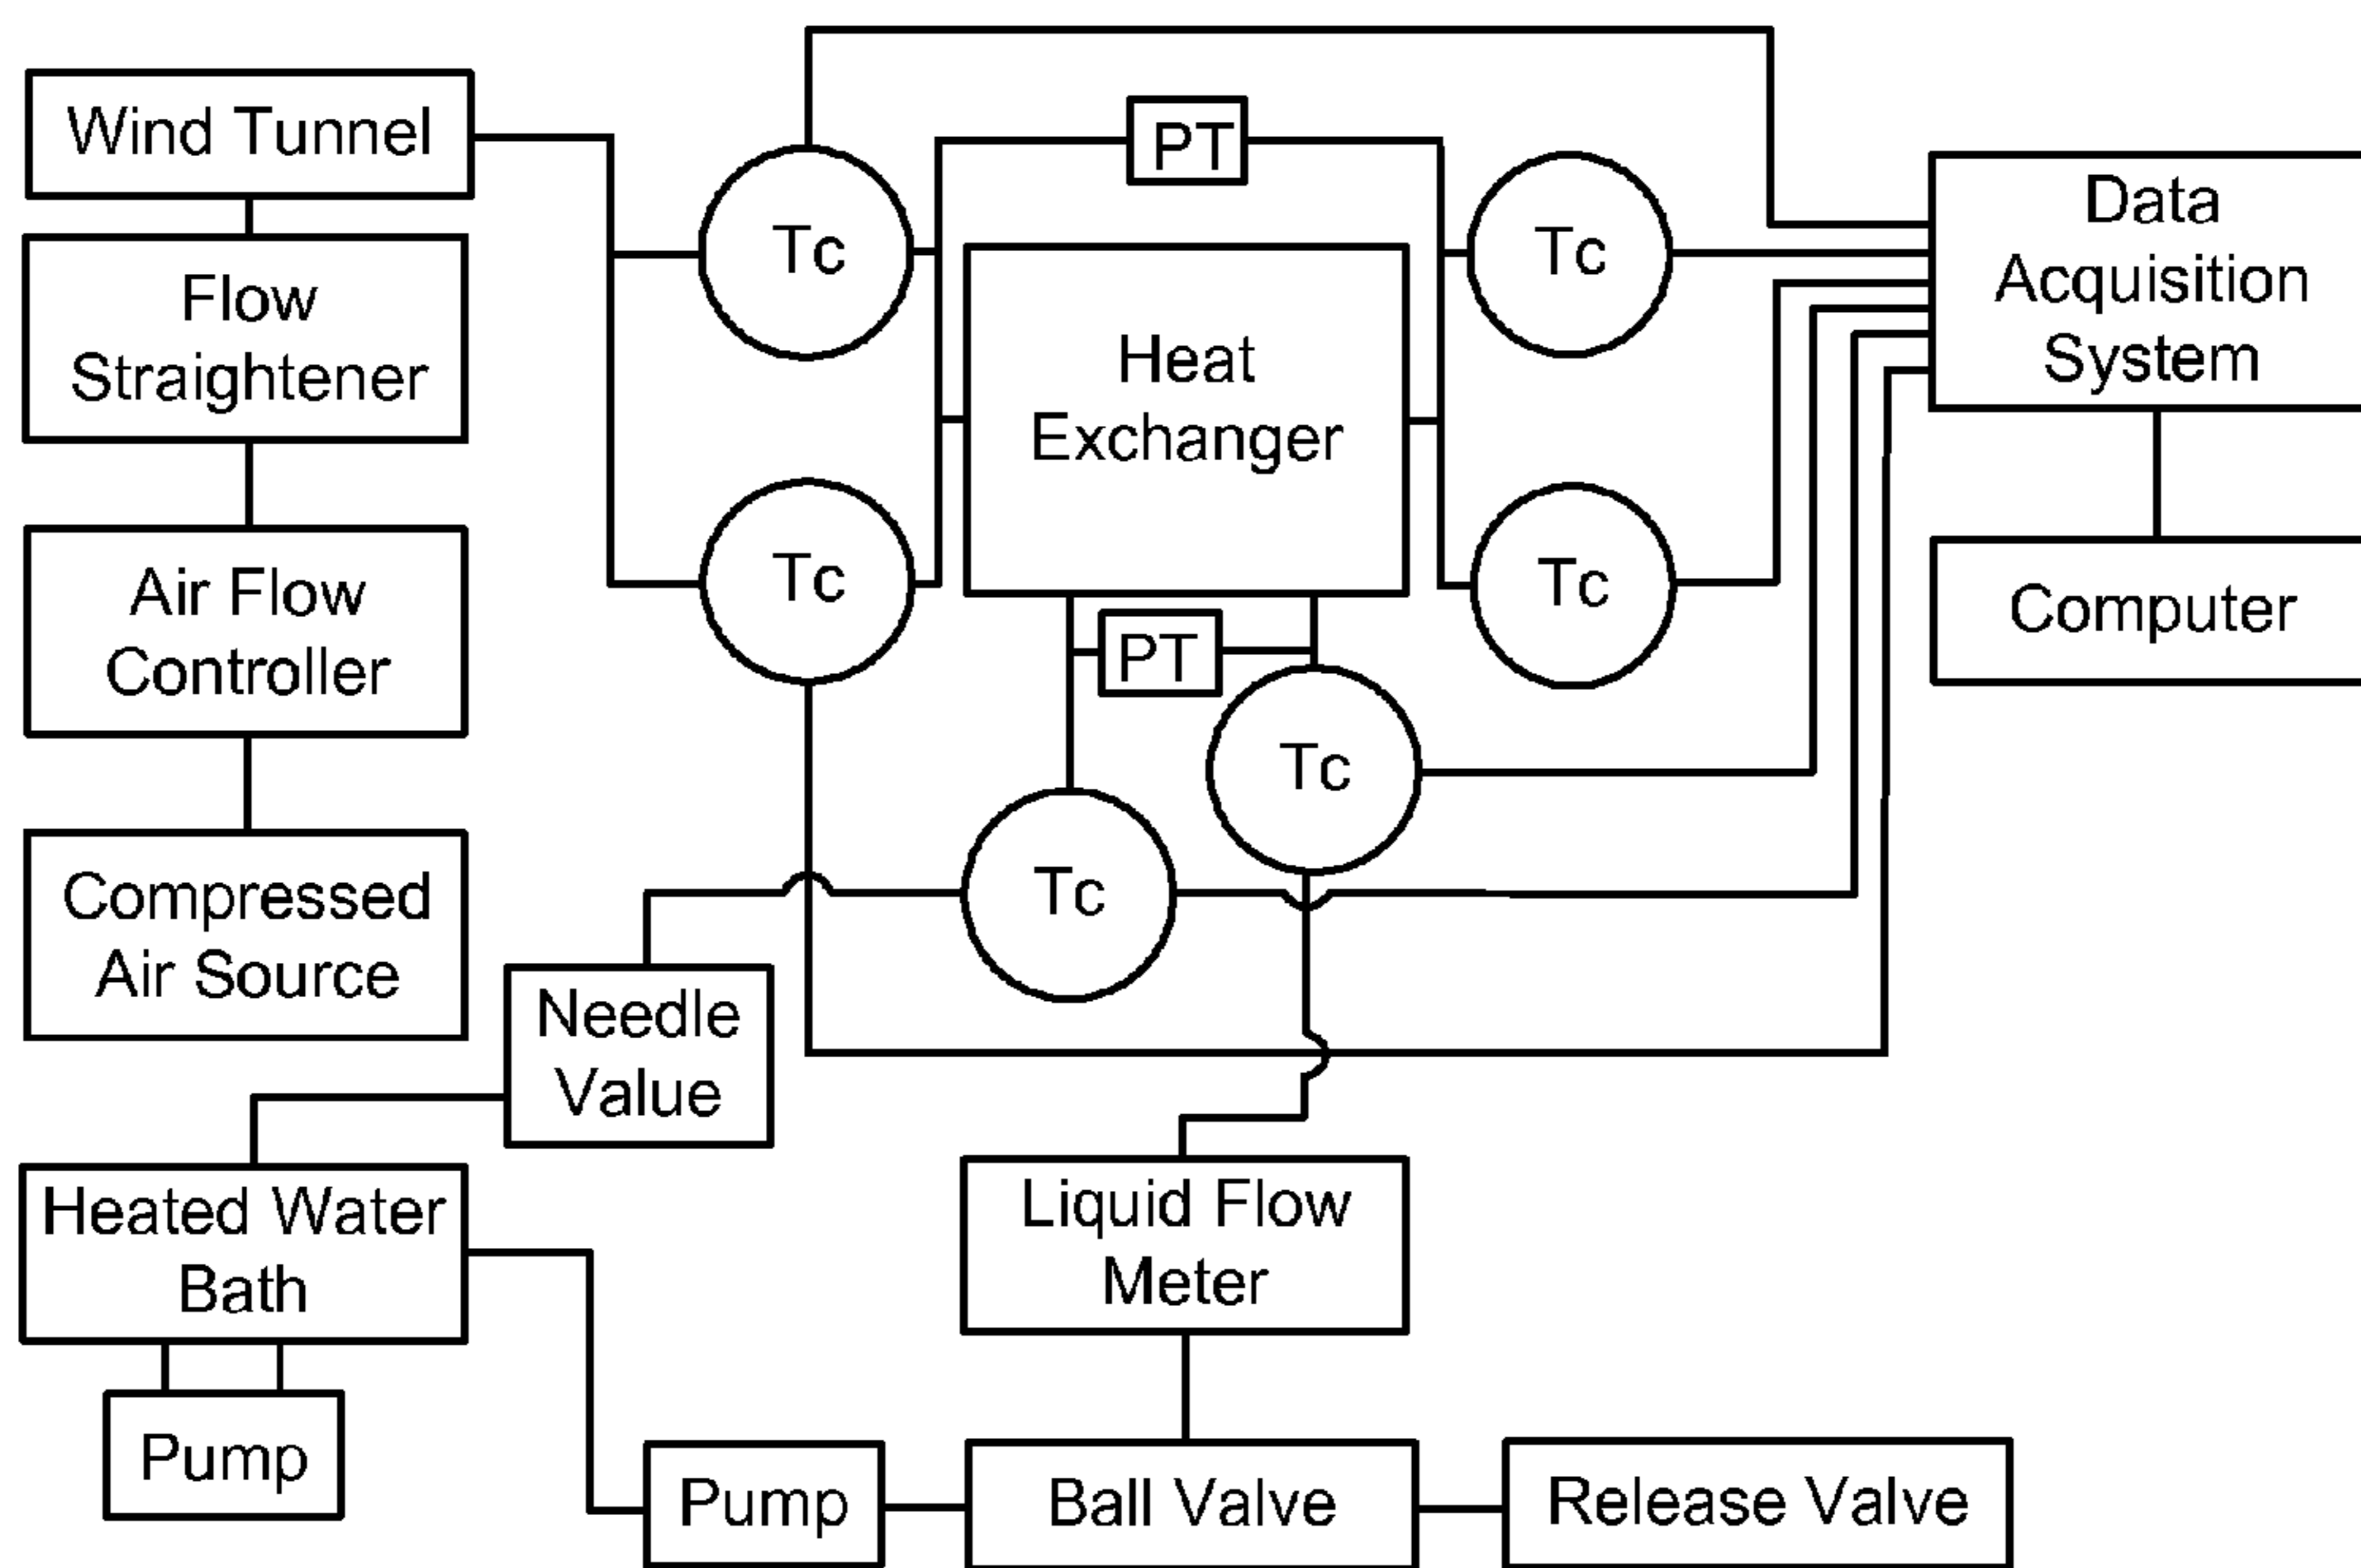 Wind Tunnel
Flow
Straightener
Air Flow
Controller
Compressed
Air Source
Tc
Tc
PT
Heat
Exchanger
PT
Tc
Tc
Tc
Tc
Data
Acquisition
System
Computer
Needle
Value
Heated Water
Bath
Pump
Liquid Flow
Meter
Pump
Ball Valve
Release Valve